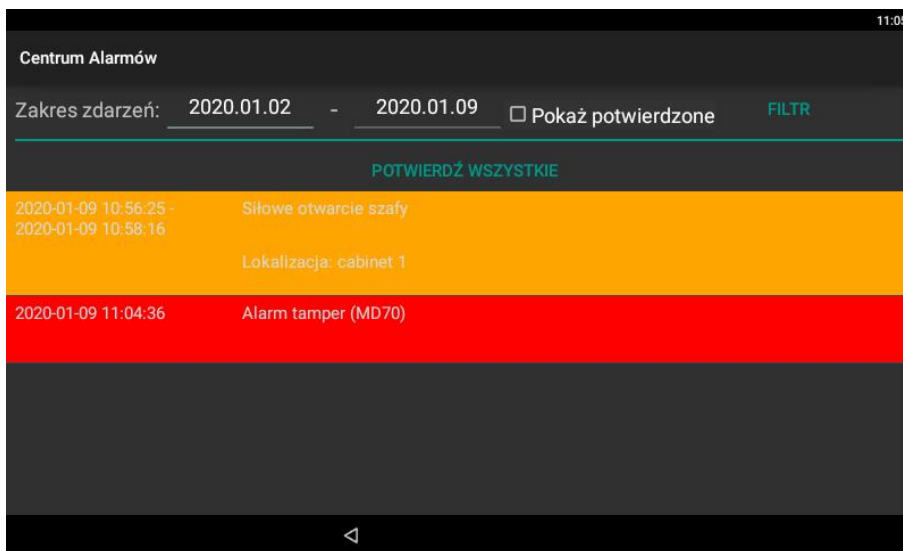 11:05
Centrum Alarmów
Zakres zdarzeń: 2020.01.02 - 2020.01.09 Pokaż potwierdzone FILTR
POTWIERDŹ WSZYSTKIE
2020-01-09 10:56:25 - Siłowe otwarcie szafy
2020-01-09 10:58:16
Lokalizacja: cabinet 1
2020-01-09 11:04:36 Alarm tamper (MD70)